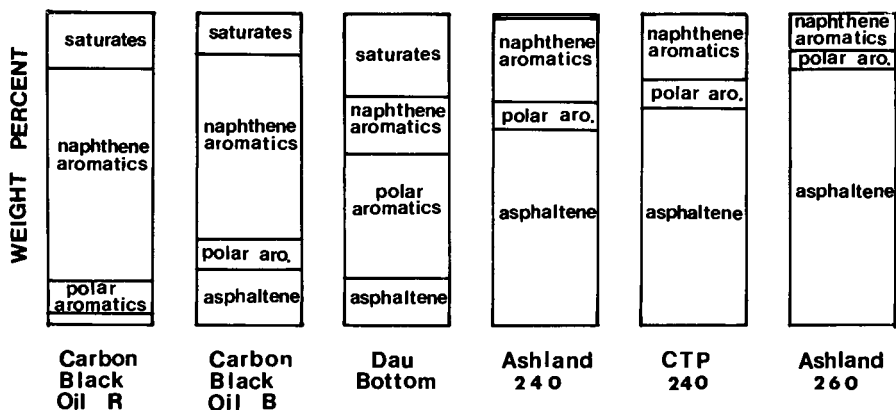 WEIGHT PERCENT
saturates
naphthene
aromatics
polar
aromatics
Carbon
Black
Oil R
saturates
naphthene
aromatics
polar aro.
asphaltene
Carbon
Black
Oil B
saturates
naphthene
aromatics
polar
aromatics
asphaltene
Dau
Bottom
naphthene
aromatics
polar aro.
asphaltene
Ashland
240
naphthene
aromatics
polar aro.
asphaltene
CTP
240
naphthene
aromatics
polar aro.
asphaltene
Ashland
260